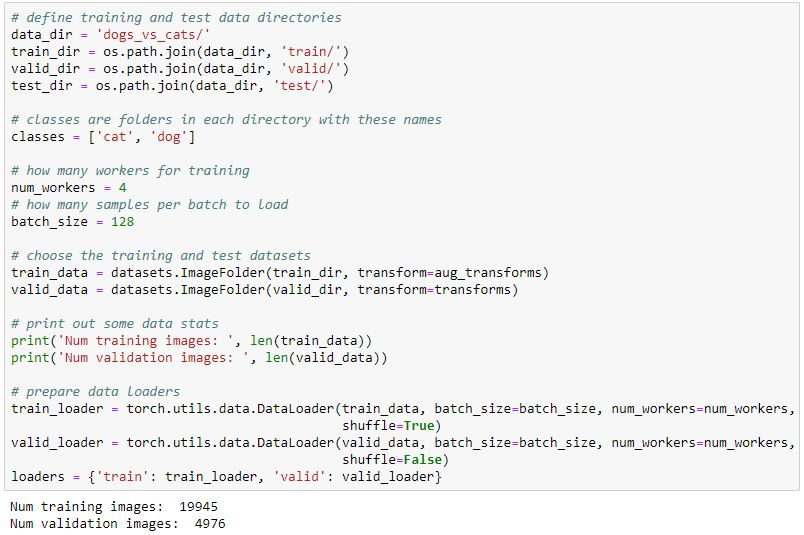 # define training and test data directories
data_dir = 'dogs_vs_cats/'
train_dir = os.path.join(data_dir, 'train/')
valid_dir = os.path.join(data_dir, 'valid/')
test_dir = os.path.join(data_dir, 'test/')

# classes are folders in each directory with these names
classes = ['cat', 'dog']

# how many workers for training
num_workers = 4
# how many samples per batch to load
batch_size = 128

# choose the training and test datasets
train_data = datasets.ImageFolder(train_dir, transform=aug_transforms)
valid_data = datasets.ImageFolder(valid_dir, transform=transforms)

# print out some data stats
print('Num training images: ', len(train_data))
print('Num validation images: ', len(valid_data))

# prepare data loaders
train_loader = torch.utils.data.DataLoader(train_data, batch_size=batch_size, num_workers=num_workers,
                                           shuffle=True)
valid_loader = torch.utils.data.DataLoader(valid_data, batch_size=batch_size, num_workers=num_workers,
                                           shuffle=False)
loaders = {'train': train_loader, 'valid': valid_loader}
Num training images:  19945
Num validation images:  4976